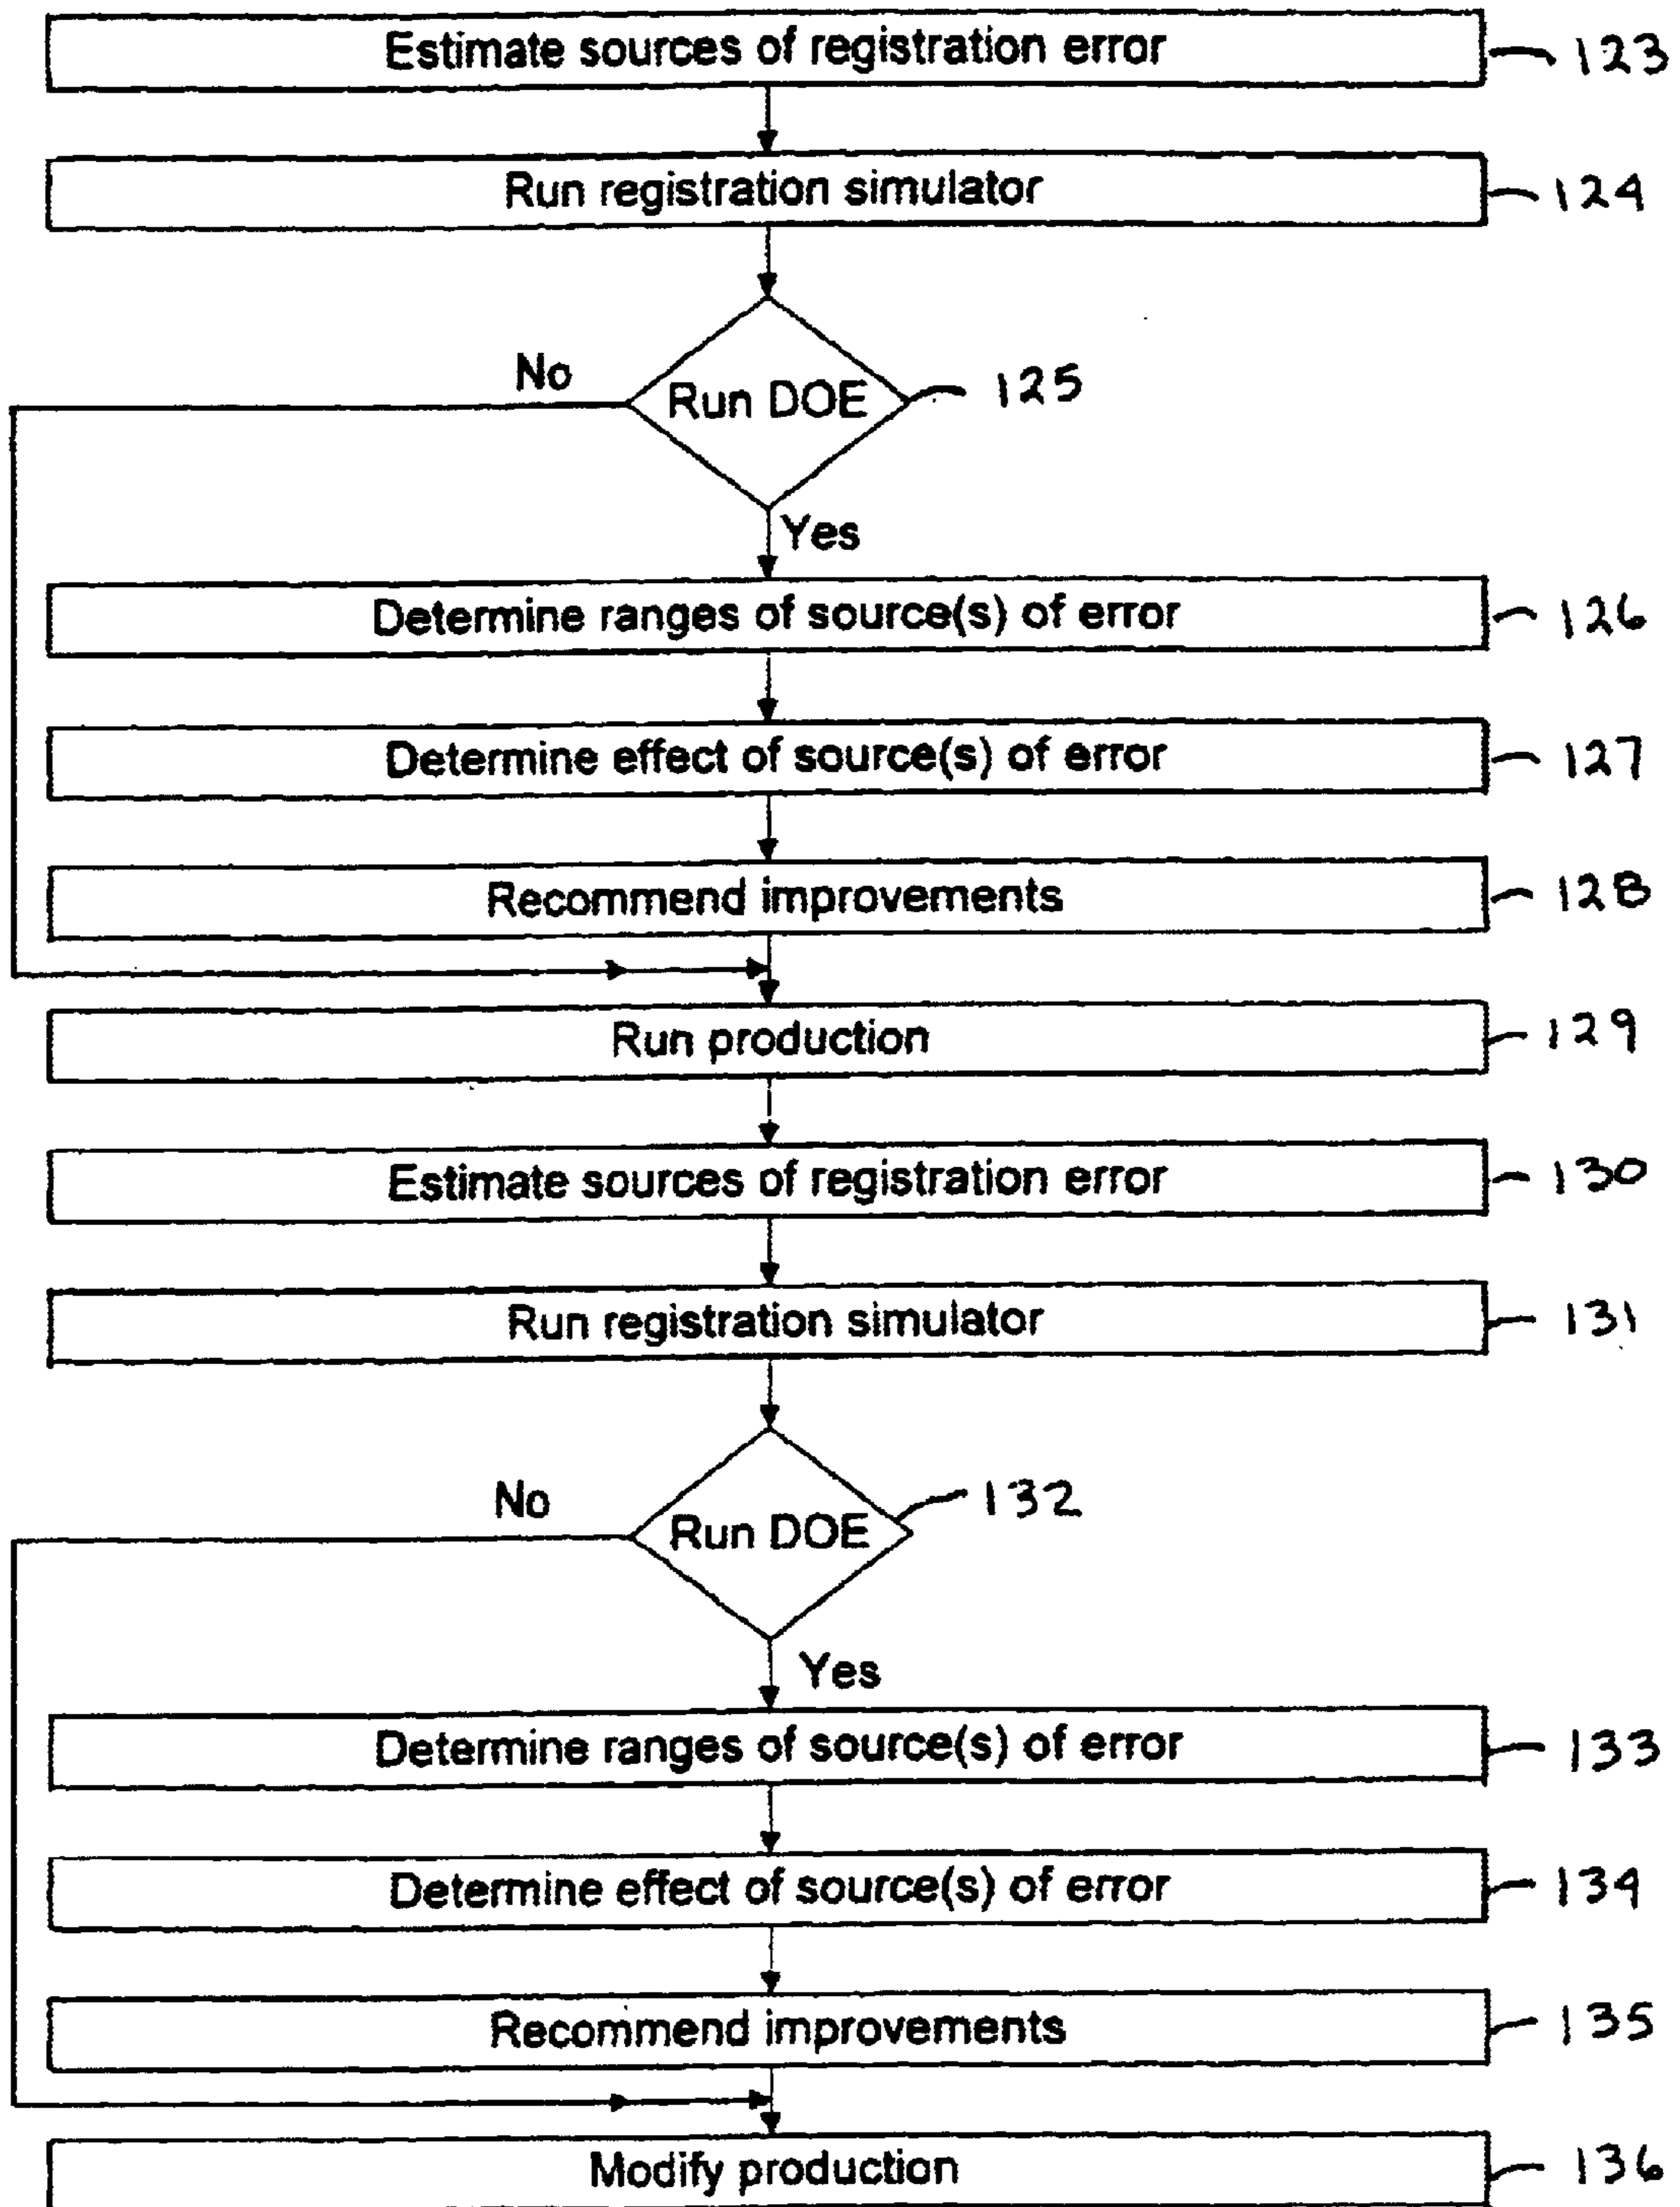 Estimate sources of registration error 123
Run registration simulator 124
No
Run DOE 125
Yes
Determine ranges of source(s) of error 126
Determine effect of source(s) of error 127
Recommend improvements 128
Run production 129
Estimate sources of registration error 130
Run registration simulator 131
No
Run DOE 132
Yes
Determine ranges of source(s) of error 133
Determine effect of source(s) of error 134
Recommend improvements 135
Modify production 136